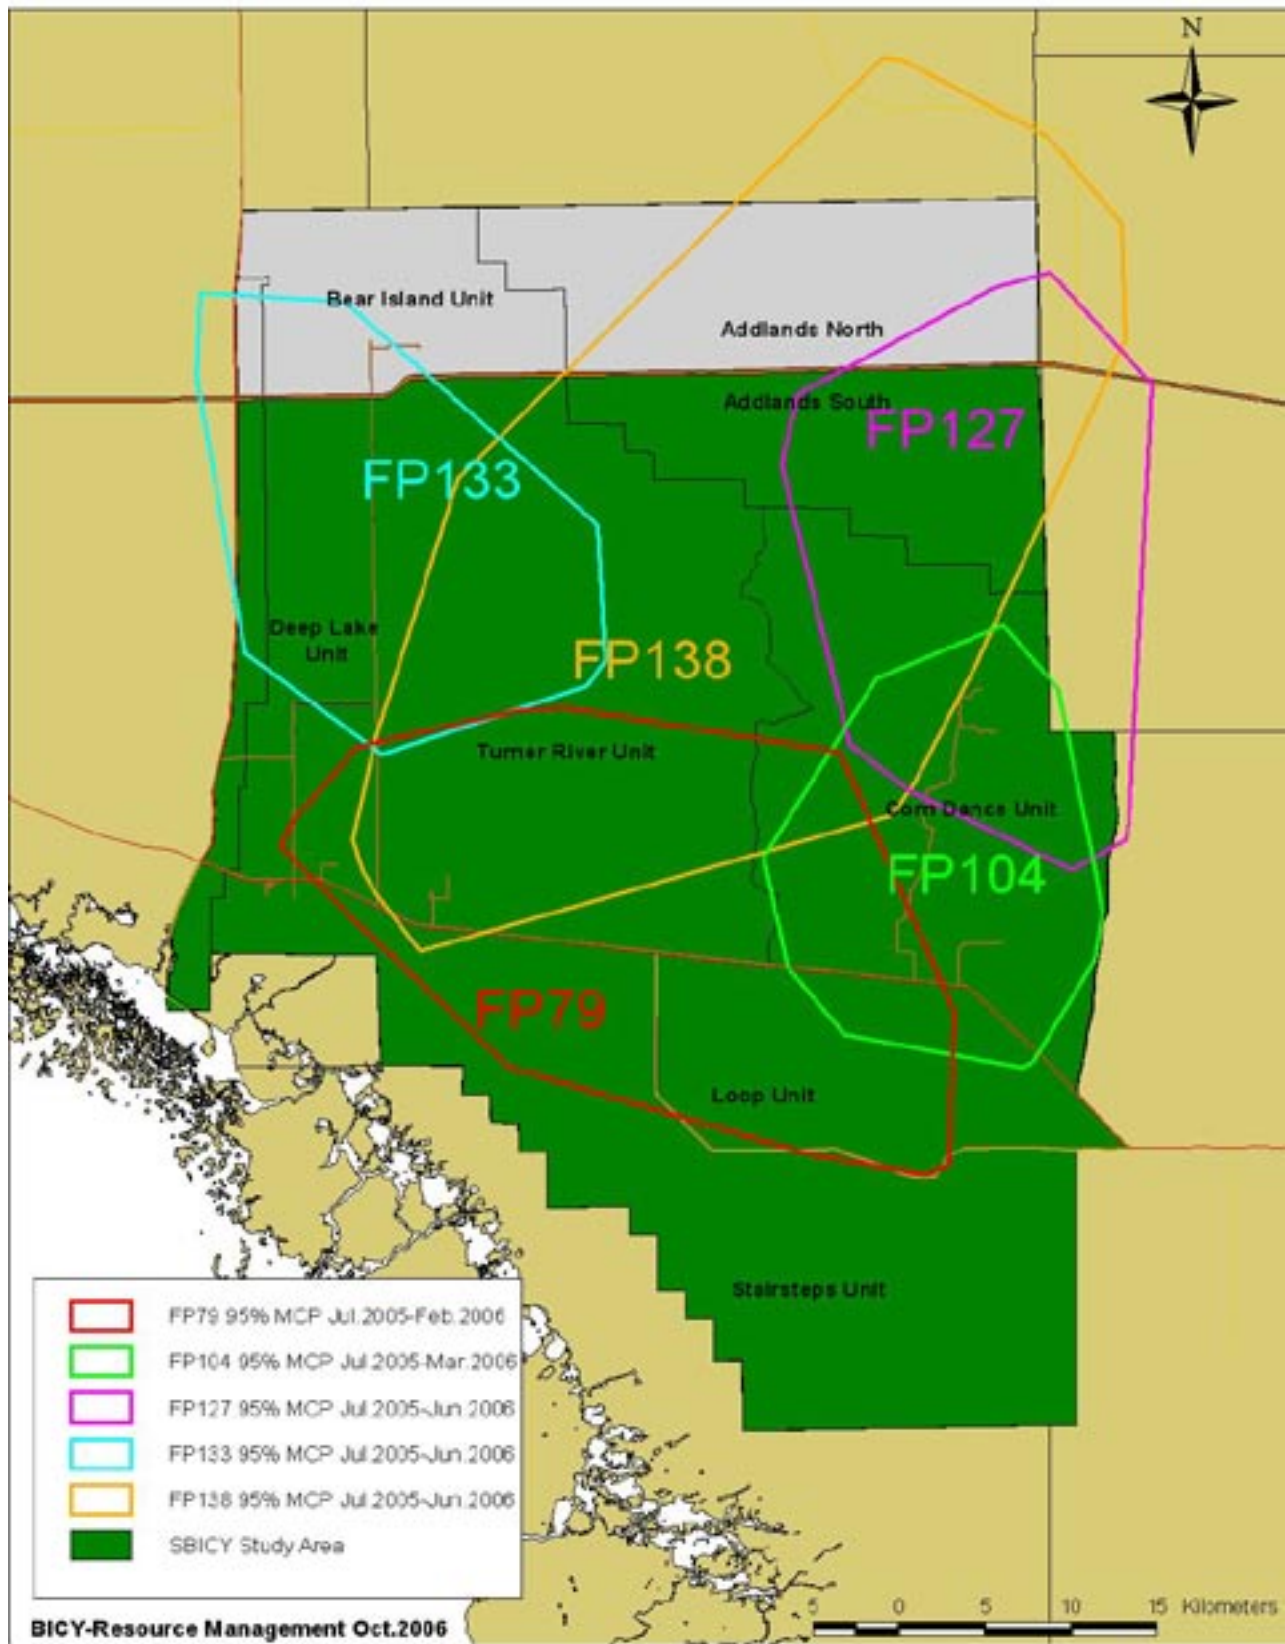 N
Bear Island Unit
Addlands North
Addlands South
FP127
FP133
Deep Lake
Unit
FP138
Turner River Unit
Corn Dance Unit
FP104
FP79
Loop Unit
Stairsteps Unit
FP79 95% MCP Jul.2005-Feb.2006
FP104 95% MCP Jul.2005-Mar.2006
FP127 95% MCP Jul.2005-Jun.2006
FP133 95% MCP Jul.2005-Jun.2006
FP138 95% MCP Jul.2005-Jun.2006
SBICY Study Area
5 0 5 10 15 Kilometers
BICY-Resource Management Oct.2006